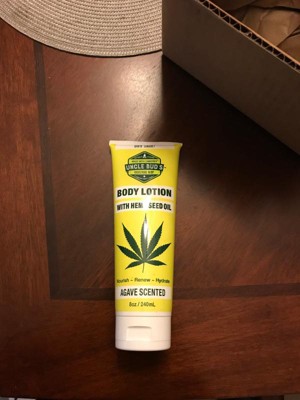 UNCLE BUD'S
BODY LOTION
WITH HEMP SEED OIL
Nourish - Renew - Hydrate
AGAVE SCENTED
8oz / 240mL